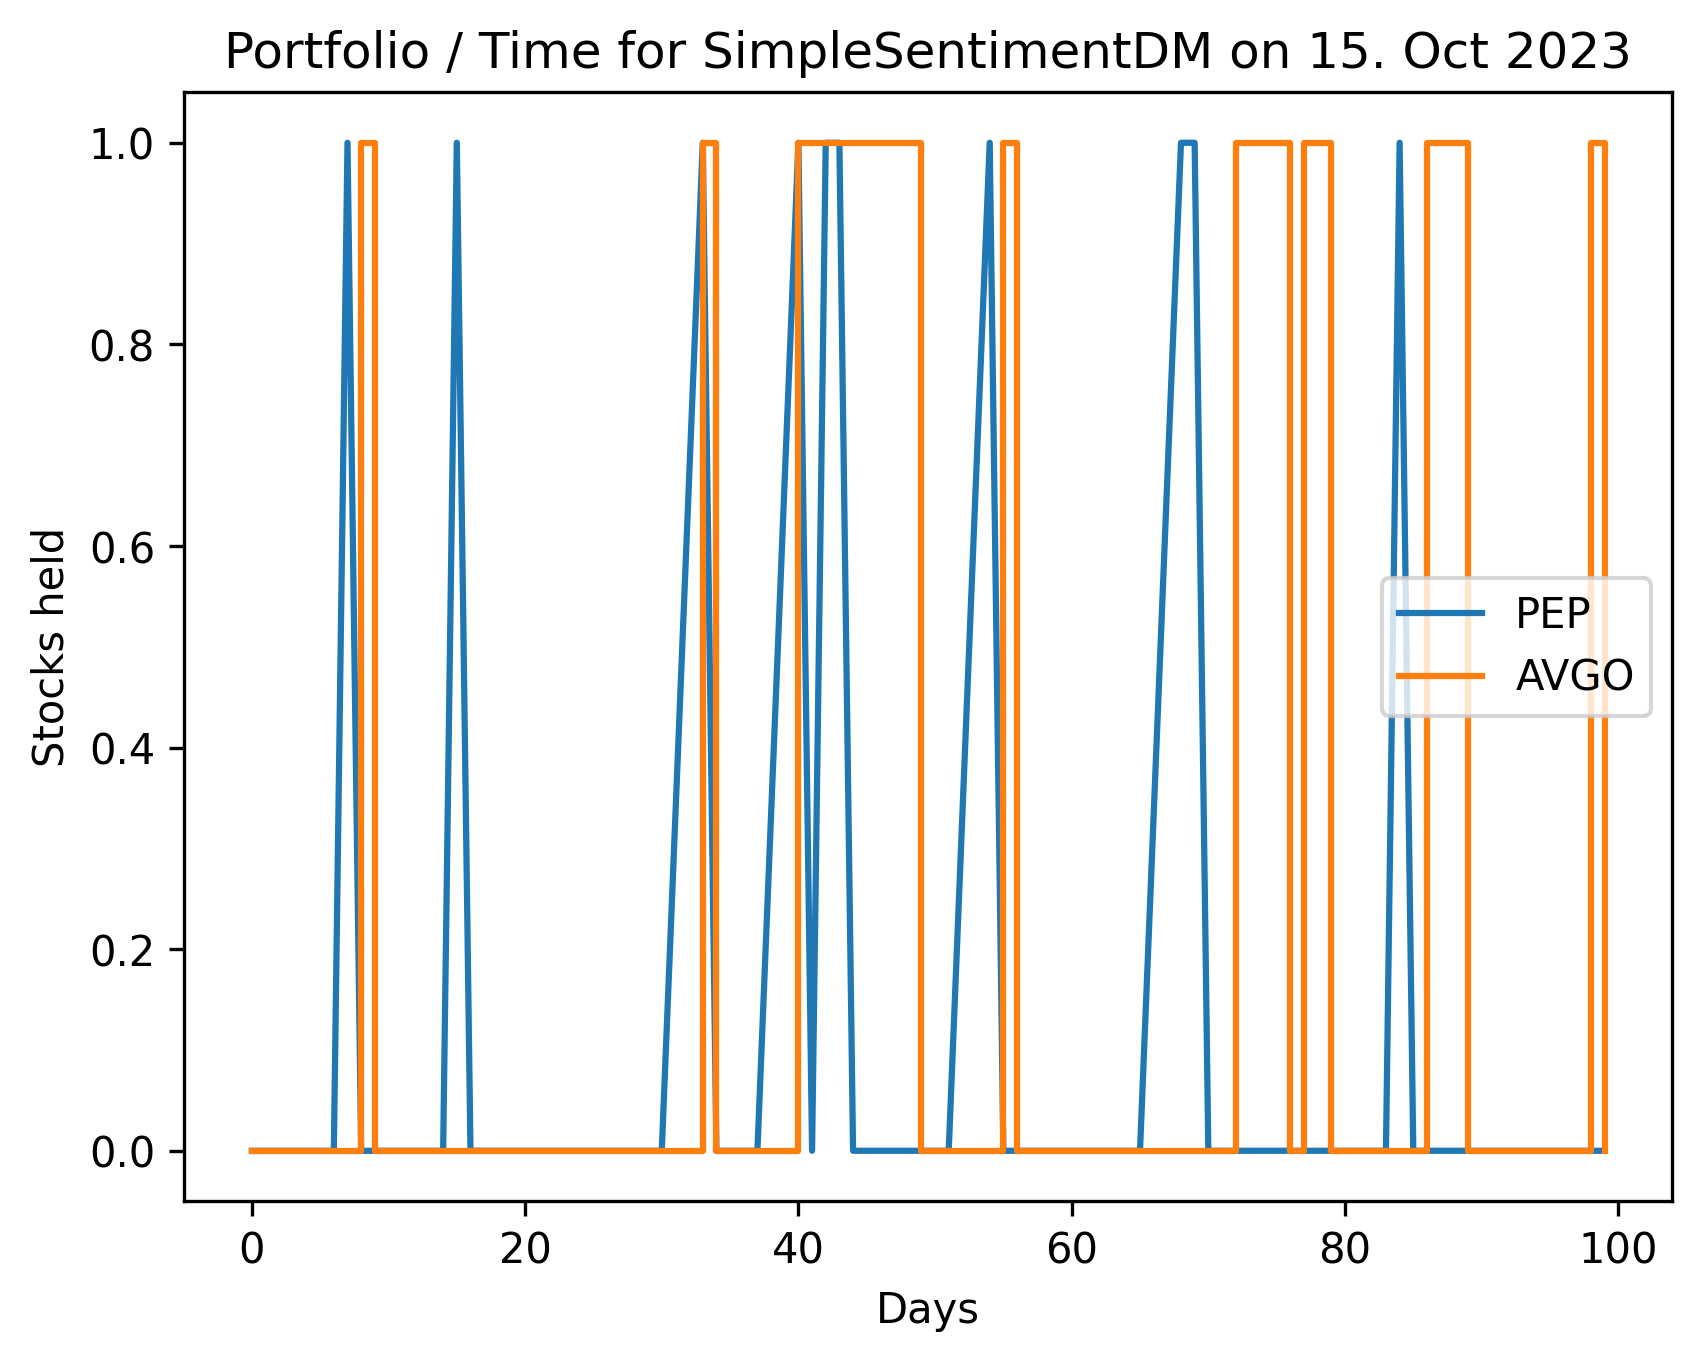 Portfolio / Time for SimpleSentimentDM on 15. Oct 2023
1.0
0.8
0.6
0.4
0.2
0.0
Stocks held
PEP
AVGO
0 20 40 60 80 100
Days